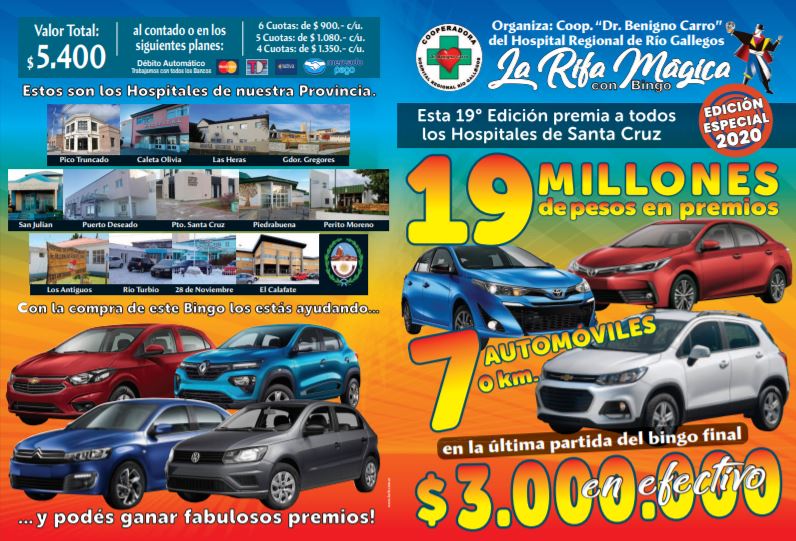 Valor Total:
$5.400
al contado o en los
siguientes planes:
Débito Automático
Trabajamos con todos los Bancos
6 Cuotas: de $ 900.- c/u.
5 Cuotas: de $ 1.080.- c/u.
4 Cuotas: de $ 1.350.- c/u.
mercado
pago
Estos son los Hospitales de nuestra Provincia.
Pico Truncado
Caleta Olivia
Las Heras
Gdor. Gregores
San Julian
Puerto Deseado
Pto. Santa Cruz
Piedrabuena
Perito Moreno
Los Antiguos
Río Turbio
28 de Noviembre
El Calafate
Con la compra de este Bingo los estás ayudando...
... y podés ganar fabulosos premios!
COOPERADORA
HOSPITAL REGIONAL RÍO GALLEGOS
Organiza: Coop. “Dr. Benigno Carro”
del Hospital Regional de Río Gallegos
La Rifa Mágica
con Bingo
EDICIÓN
ESPECIAL
2020
Esta 19° Edición premia a todos
los Hospitales de Santa Cruz
19 MILLONES
de pesos en premios
7 AUTOMÓVILES
0 km.
en la última partida del bingo final
$ 3.000.000
en efectivo